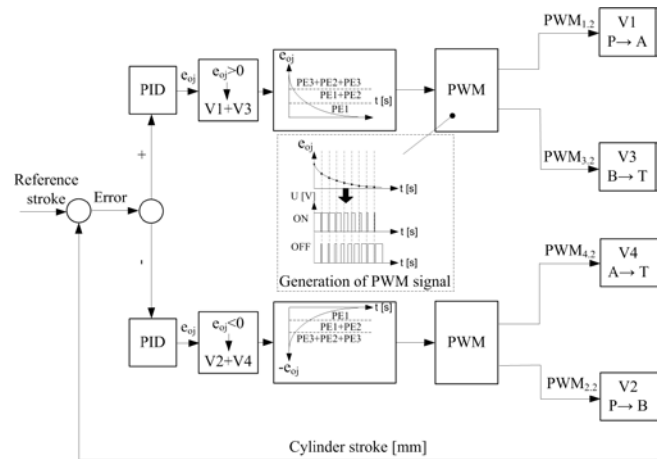 PWM1.2
V1
P→ A
PID
eoj
eoj>0
V1+V3
eoj
PE3+PE2+PE3
PE1+PE2
t [s]
PE1
PWM
+
PWM3.2
V3
B→ T
Reference
stroke
Error
eoj
t [s]
U [V]
ON
t [s]
OFF
t [s]
Generation of PWM signal
-
PWM4.2
V4
A→ T
PID
eoj
eoj<0
V2+V4
t [s]
PE1
PE1+PE2
PE3+PE2+PE3
-eoj
PWM
PWM2.2
V2
P→ B
Cylinder stroke [mm]